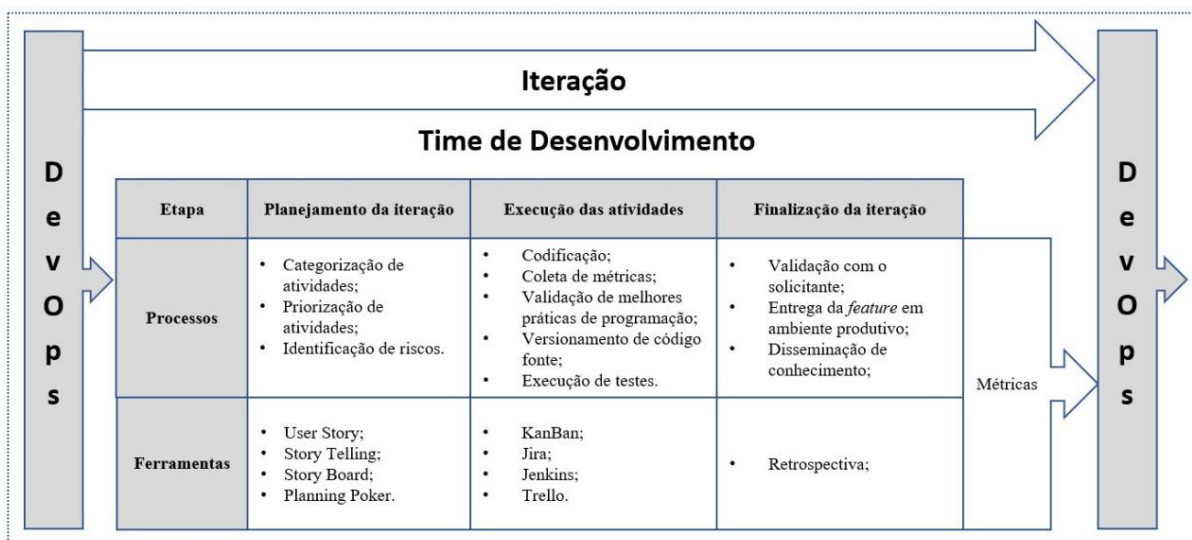 Iteração
Time de Desenvolvimento
DevOps
Etapa
Planejamento da iteração
Execução das atividades
Finalização da iteração
Processos
• Categorização de
atividades;
• Priorização de
atividades;
• Identificação de riscos.
• Codificação;
• Coleta de métricas;
• Validação de melhores
práticas de programação;
• Versionamento de código
fonte;
• Execução de testes.
• Validação com o
solicitante;
• Entrega da feature em
ambiente produtivo;
• Disseminação de
conhecimento;
Métricas
Ferramentas
• User Story;
• Story Telling;
• Story Board;
• Planning Poker.
• KanBan;
• Jira;
• Jenkins;
• Trello.
• Retrospectiva;
DevOps